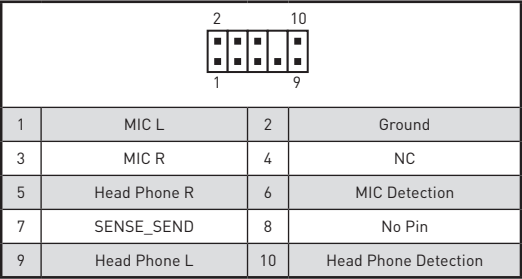 2 10
1 9
1 MIC L 2 Ground
3 MIC R 4 NC
5 Head Phone R 6 MIC Detection
7 SENSE_SEND 8 No Pin
9 Head Phone L 10 Head Phone Detection